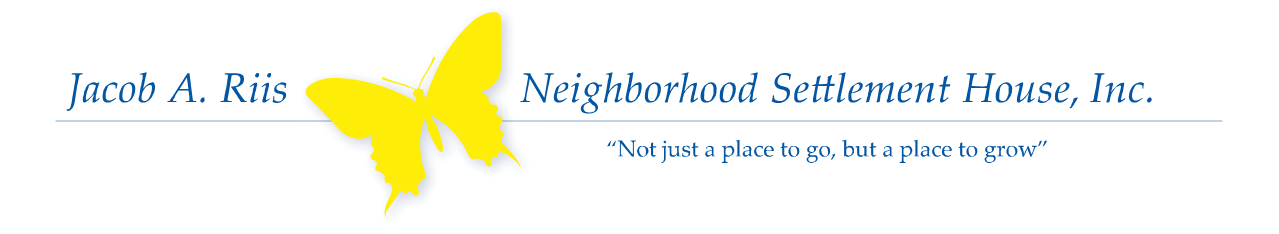 Jacob A. Riis Neighborhood Settlement House, Inc.
“Not just a place to go, but a place to grow”